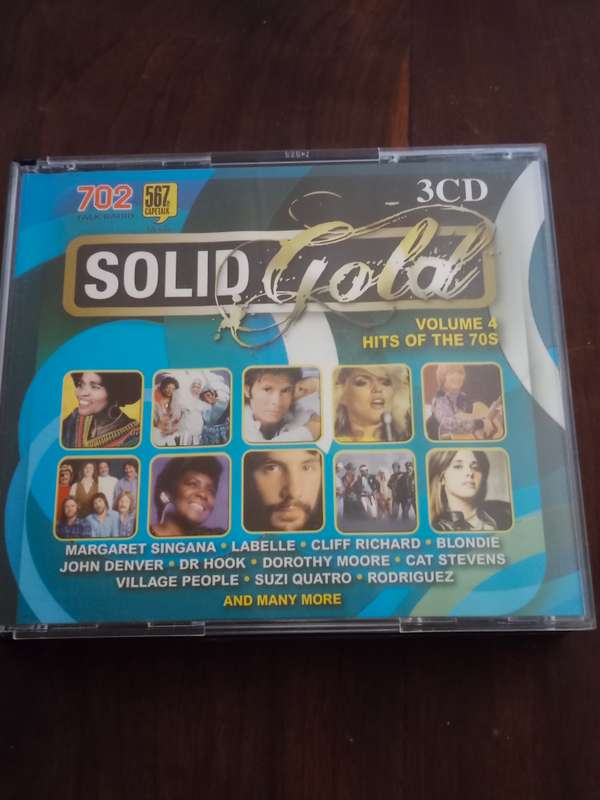 702
TALK RADIO
567
CAPETALK
3CD
SOLID Gold
VOLUME 4
HITS OF THE 70S
MARGARET SINGANA • LABELLE • CLIFF RICHARD • BLONDIE
JOHN DENVER • DR HOOK • DOROTHY MOORE • CAT STEVENS
VILLAGE PEOPLE • SUZI QUATRO • RODRIGUEZ
AND MANY MORE